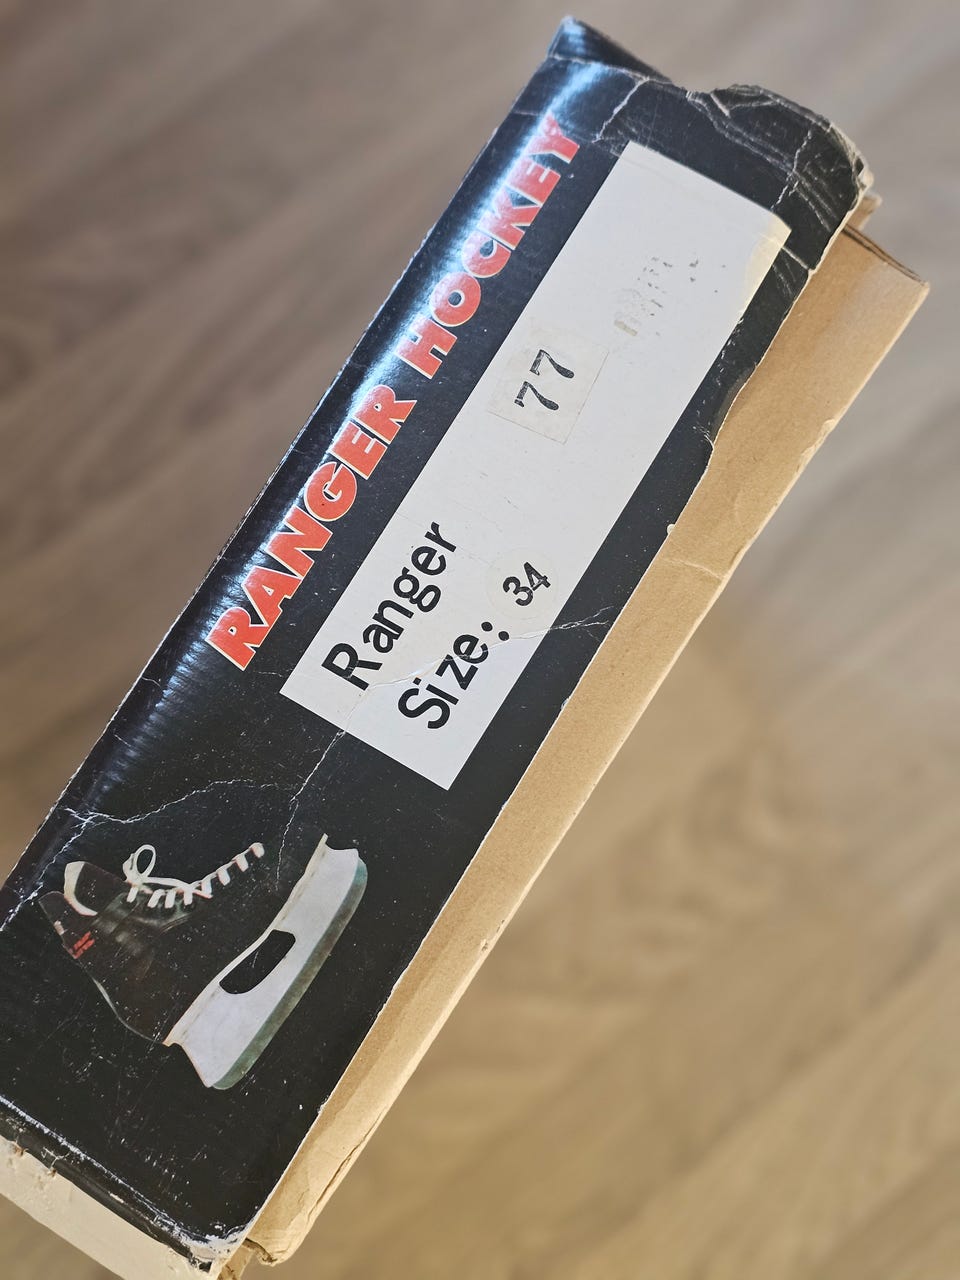 RANGER HOCKEY
'77
Ranger
Size: 34